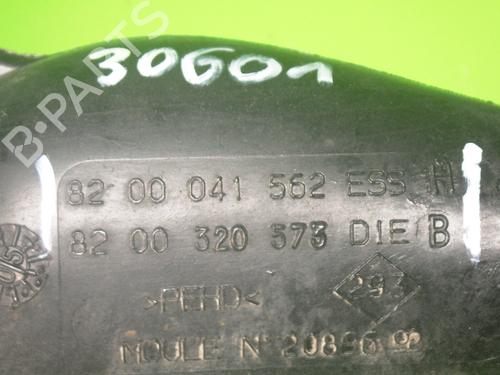 30601
B-PARTS
82 00 041 562 ESS H
82 00 320 573 DIE B
>PEHD<
293
MOULE N° 20896